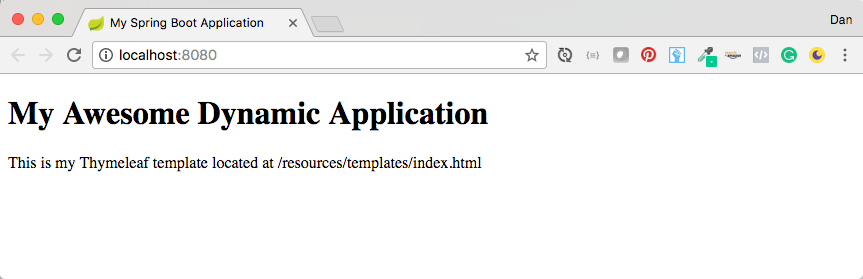 My Spring Boot Application
Dan
localhost:8080
My Awesome Dynamic Application
This is my Thymeleaf template located at /resources/templates/index.html